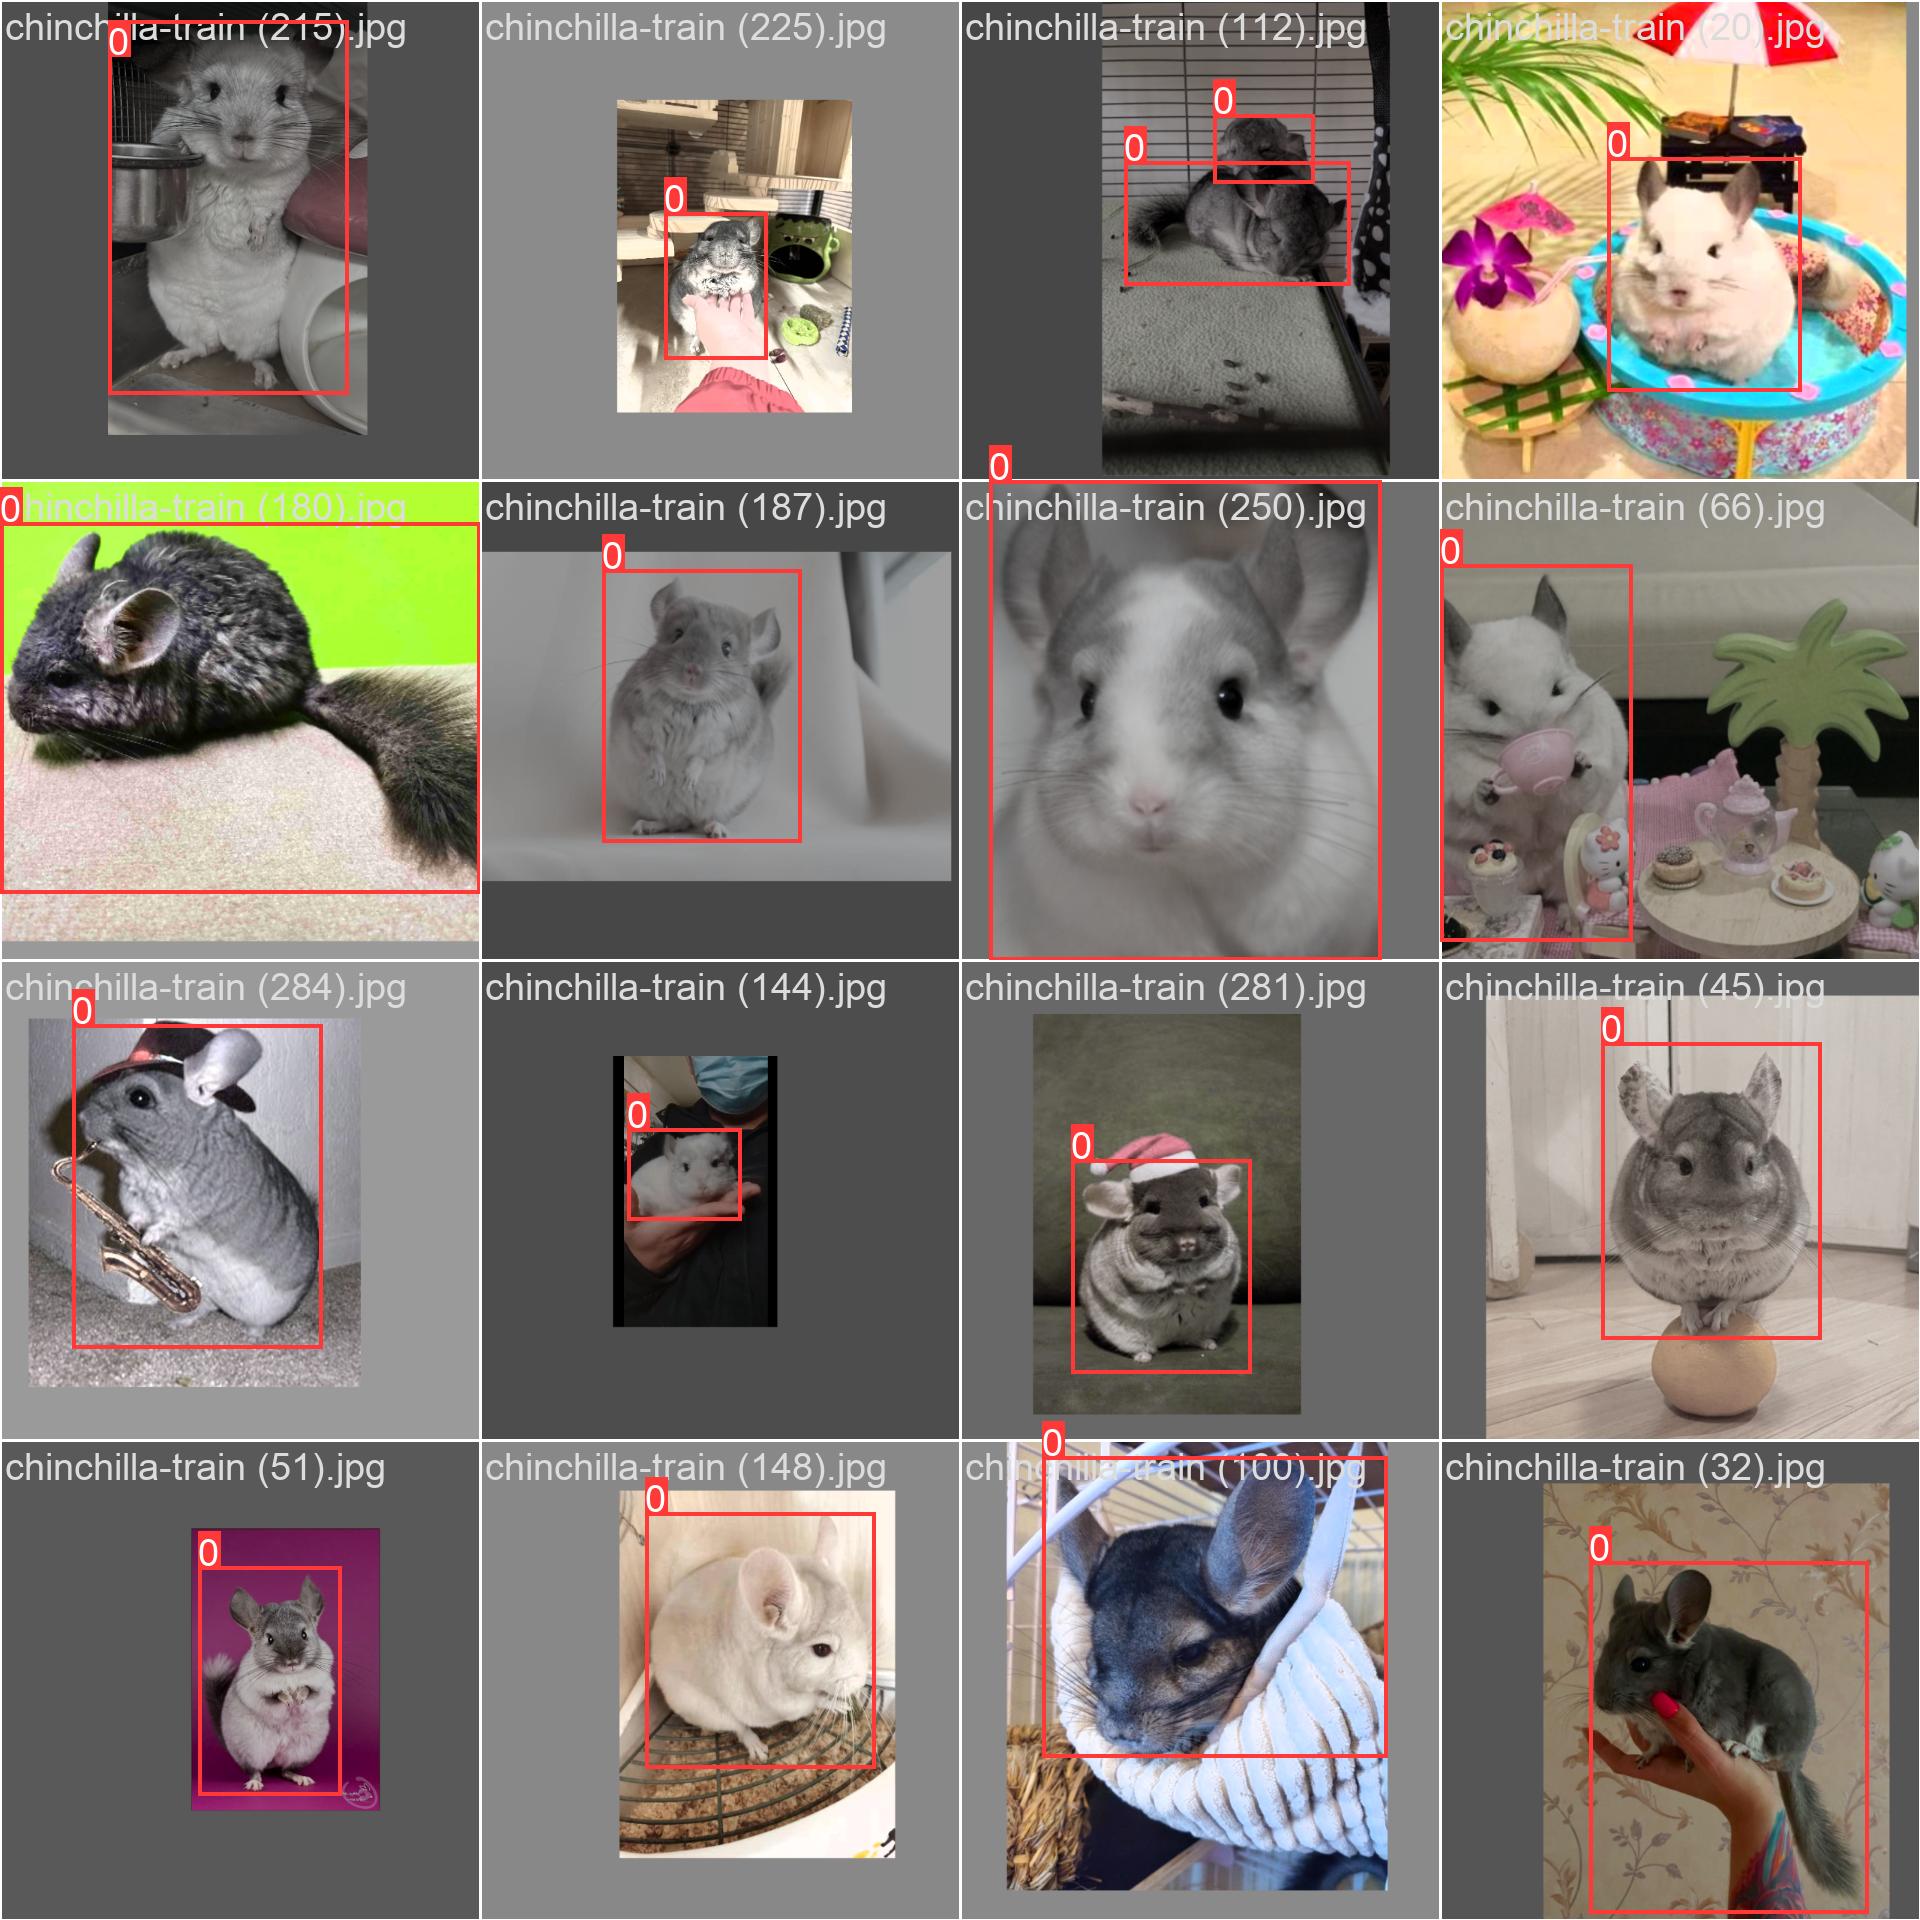 chinchilla-train (215).jpg
chinchilla-train (225).jpg
chinchilla-train (112).jpg
chinchilla-train (20).jpg
0
0
0
0
0
chinchilla-train (180).jpg
chinchilla-train (187).jpg
chinchilla-train (250).jpg
chinchilla-train (66).jpg
0
0
0
0
chinchilla-train (284).jpg
chinchilla-train (144).jpg
chinchilla-train (281).jpg
chinchilla-train (45).jpg
0
0
0
0
chinchilla-train (51).jpg
chinchilla-train (148).jpg
chinchilla-train (100).jpg
chinchilla-train (32).jpg
0
0
0
0